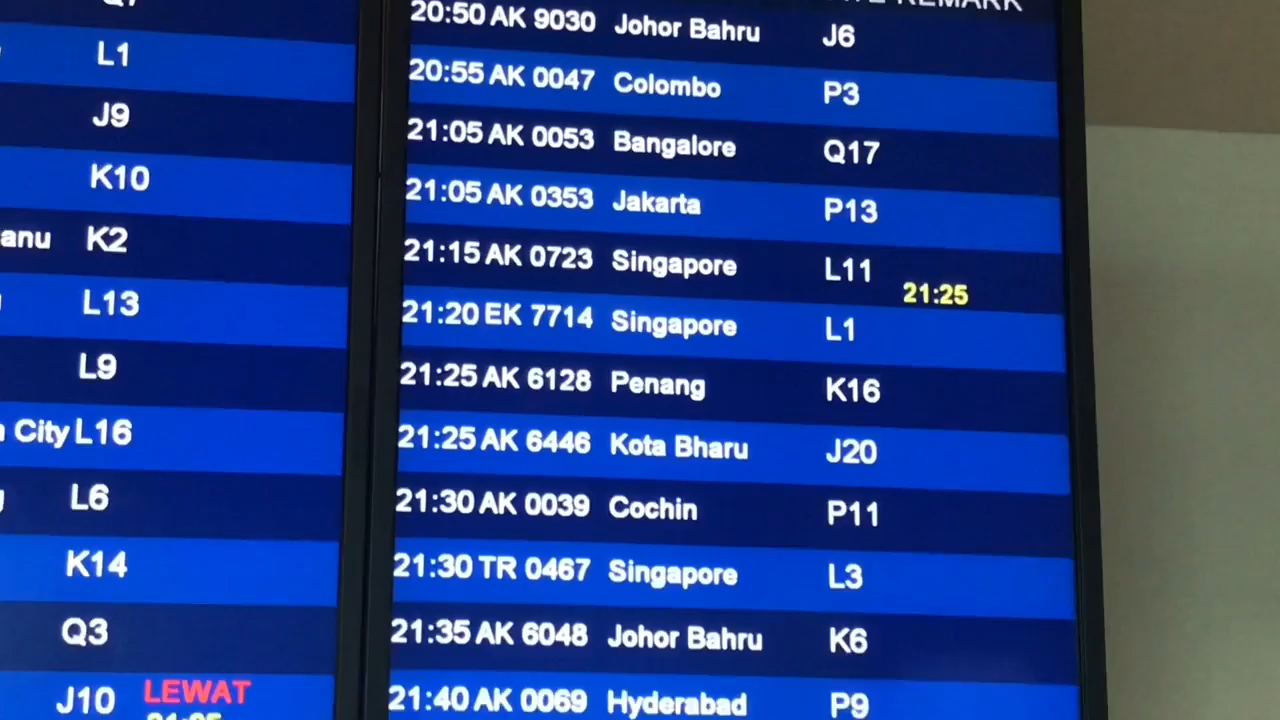 L1
J9
K10
anu K2
L13
L9
City L16
L6
K14
Q3
J10 LEWAT
REMARK
20:50 AK 9030 Johor Bahru J6
20:55 AK 0047 Colombo P3
21:05 AK 0053 Bangalore Q17
21:05 AK 0353 Jakarta P13
21:15 AK 0723 Singapore L11 21:25
21:20 EK 7714 Singapore L1
21:25 AK 6128 Penang K16
21:25 AK 6446 Kota Bharu J20
21:30 AK 0039 Cochin P11
21:30 TR 0467 Singapore L3
21:35 AK 6048 Johor Bahru K6
21:40 AK 0069 Hyderabad P9